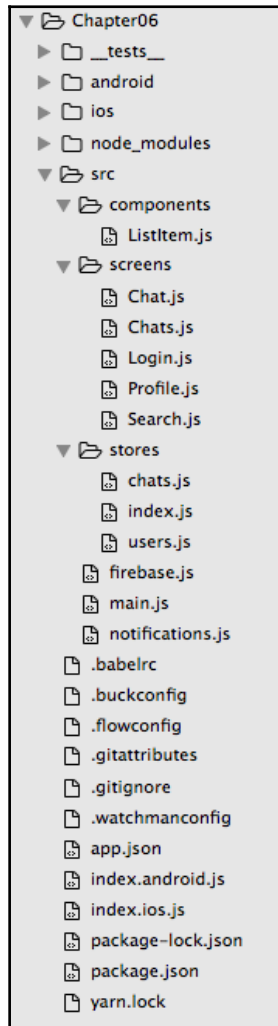 Chapter06
__tests__
android
ios
node_modules
src
components
ListItem.js
screens
Chat.js
Chats.js
Login.js
Profile.js
Search.js
stores
chats.js
index.js
users.js
firebase.js
main.js
notifications.js
.babelrc
.buckconfig
.flowconfig
.gitattributes
.gitignore
.watchmanconfig
app.json
index.android.js
index.ios.js
package-lock.json
package.json
yarn.lock